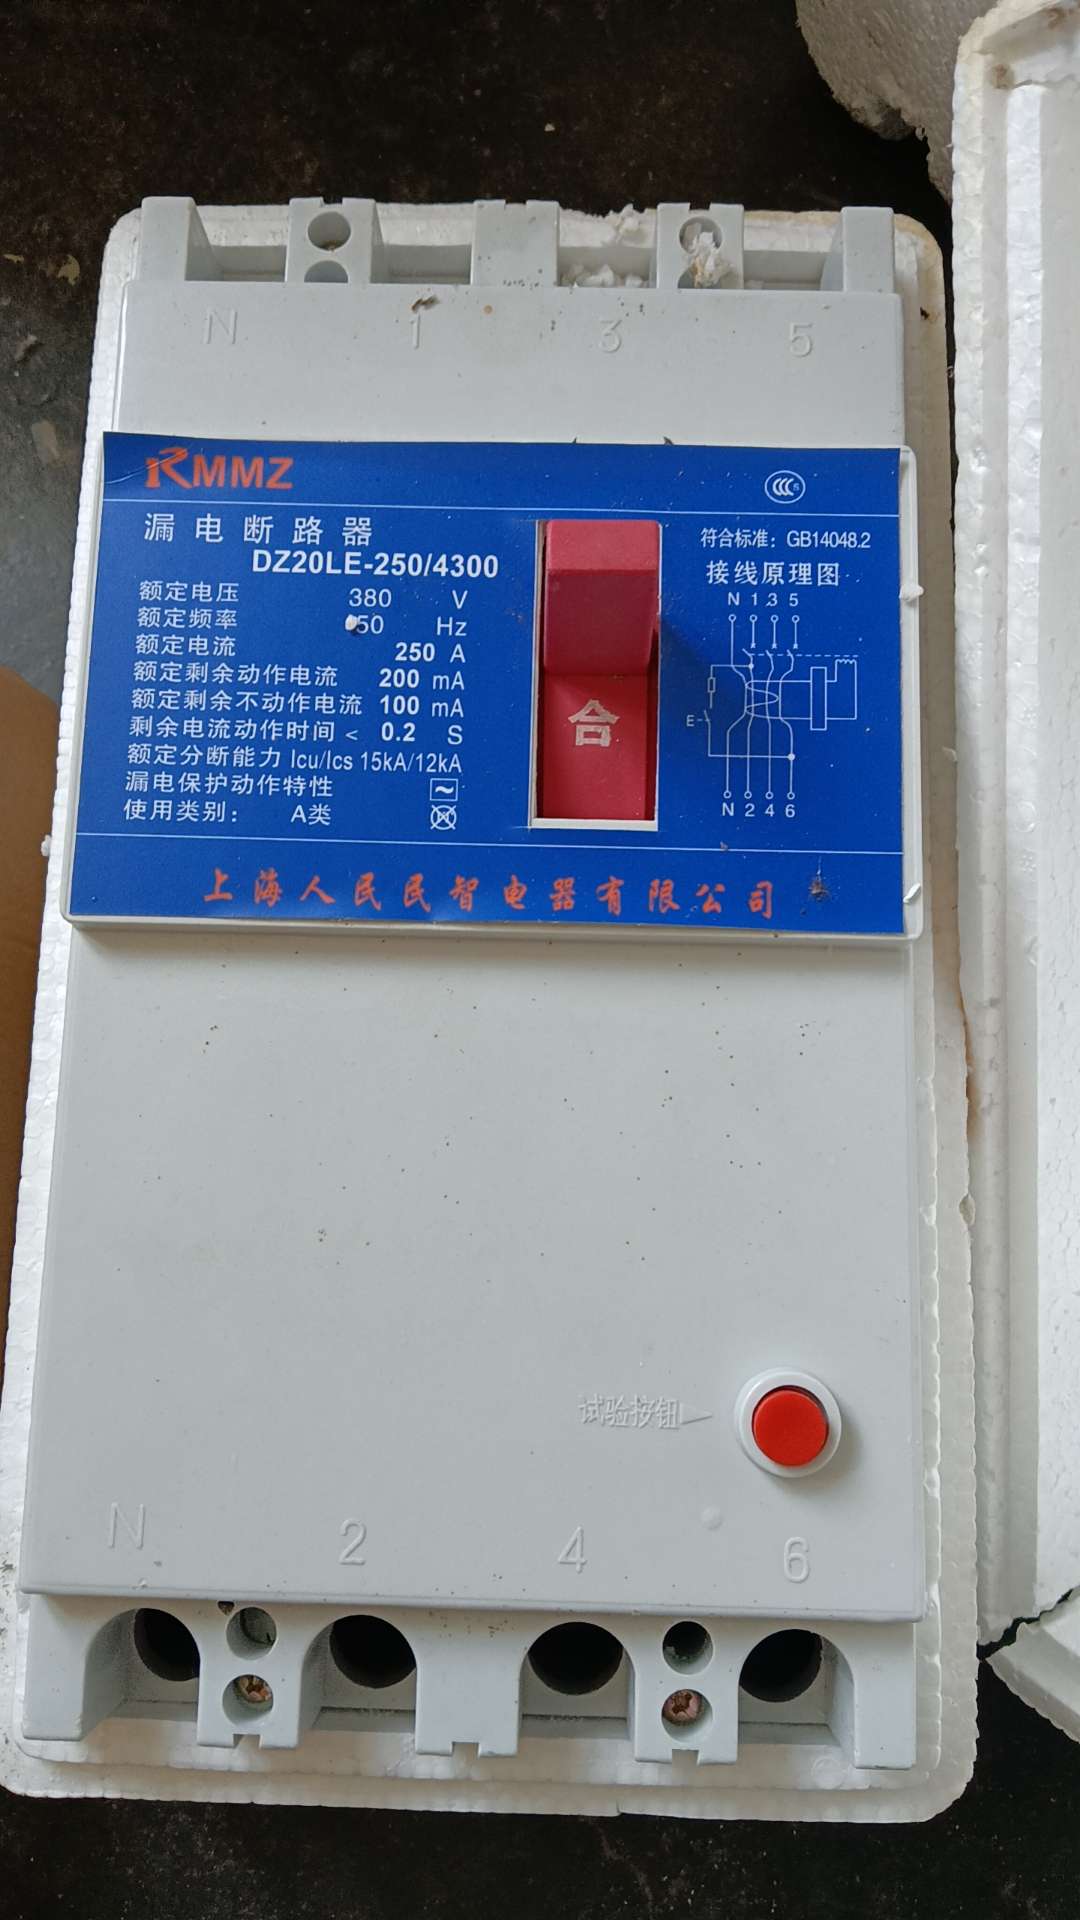 N 1 3 5
RMMZ
CCC S
漏电断路器
DZ20LE-250/4300
额定电压 380 V
额定频率 50 Hz
额定电流 250 A
额定剩余动作电流 200 mA
额定剩余不动作电流 100 mA
剩余电流动作时间 < 0.2 S
额定分断能力 Icu/Ics 15kA/12kA
漏电保护动作特性
使用类别: A类
合
符合标准: GB14048.2
接线原理图
N 1 3 5
E
N 2 4 6
上海人民民智电器有限公司
试验按钮
N 2 4 6